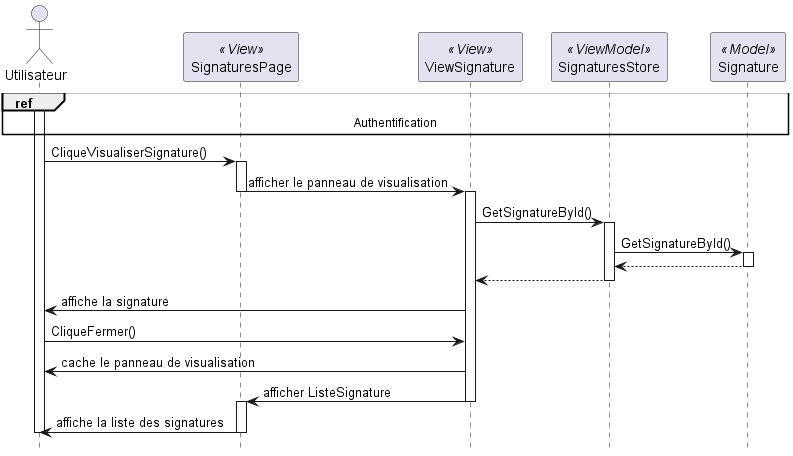 «View»
«View»
«ViewModel»
«Model»
Utilisateur
SignaturesPage
ViewSignature
SignaturesStore
Signature
ref
Authentification
CliqueVisualiserSignature()
afficher le panneau de visualisation
GetSignatureById()
GetSignatureById()
affiche la signature
CliqueFermer()
cache le panneau de visualisation
afficher ListeSignature
affiche la liste des signatures